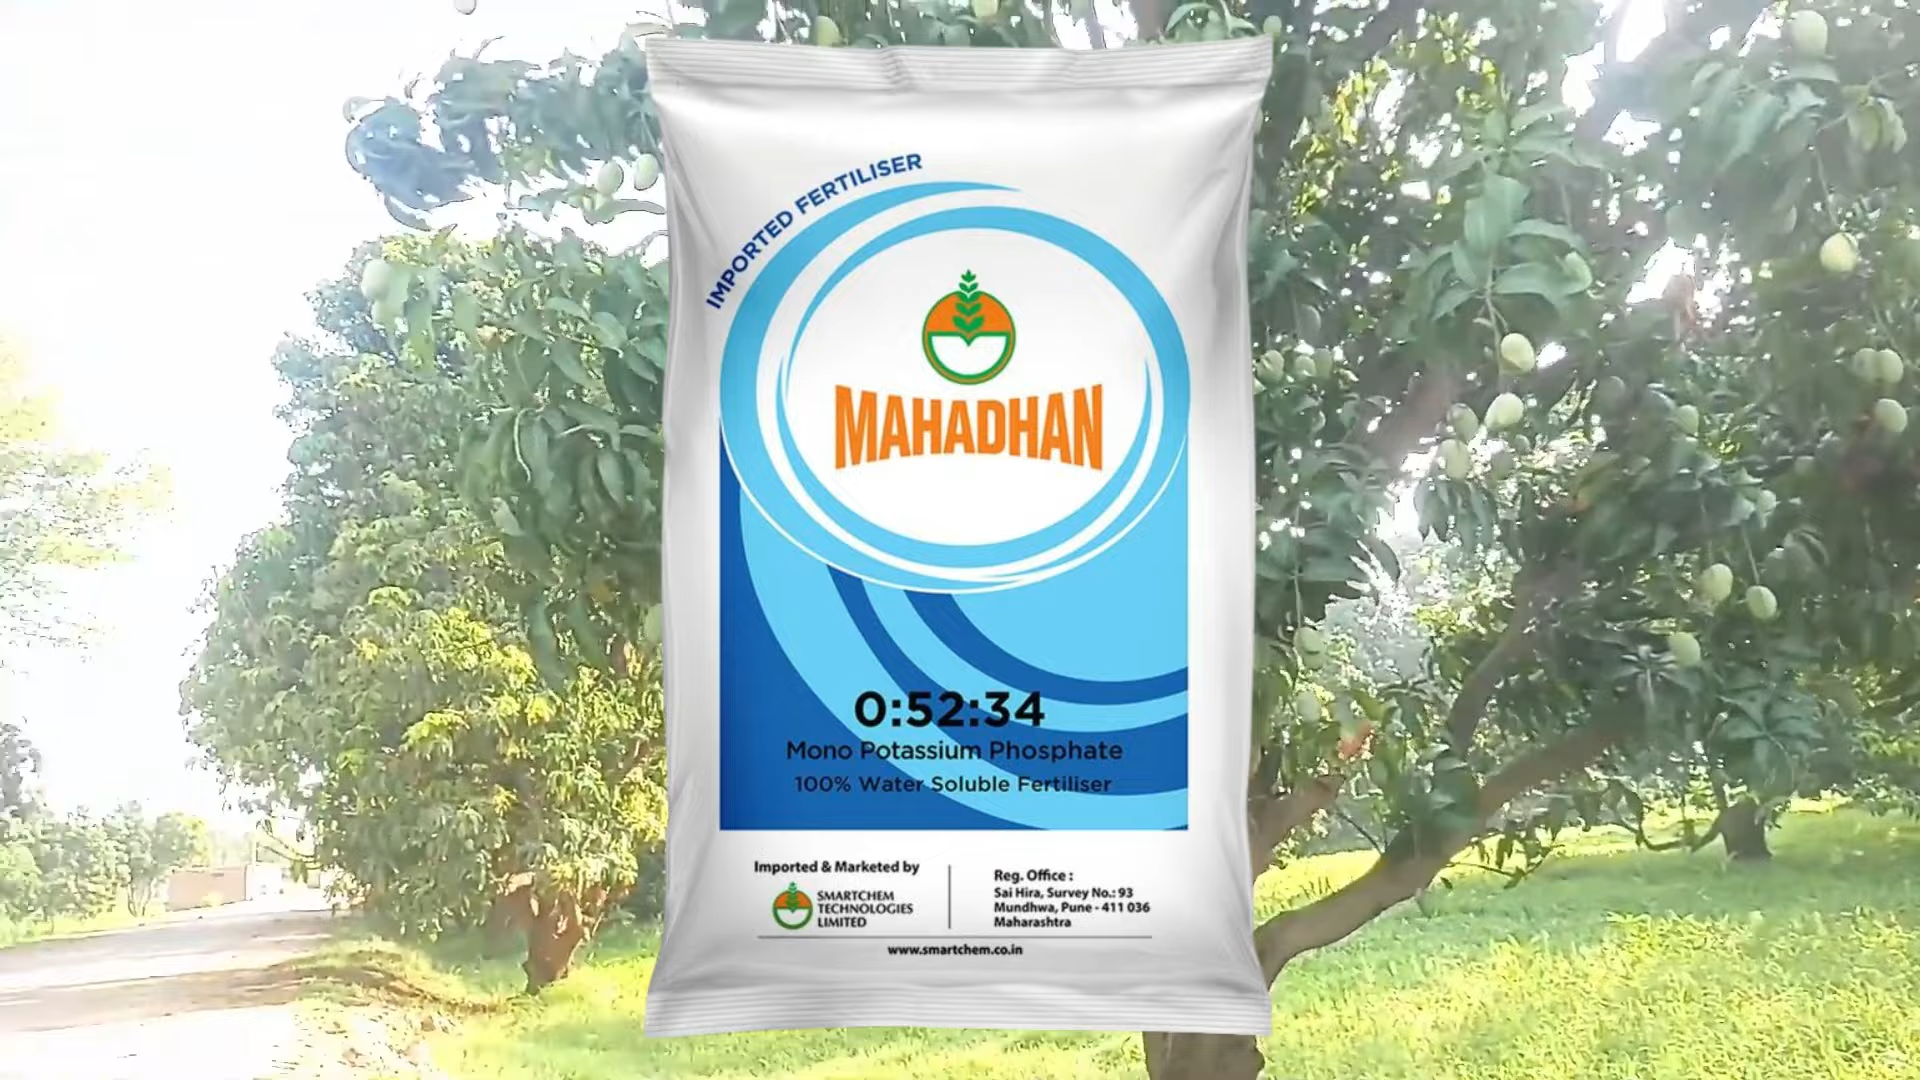 IMPORTED FERTILISER
MAHADHAN
0:52:34
Mono Potassium Phosphate
100% Water Soluble Fertiliser
Imported & Marketed by
SMARTCHEM
TECHNOLOGIES
LIMITED
Reg. Office :
Sai Hira, Survey No.: 93
Mundhwa, Pune - 411 036
Maharashtra
www.smartchem.co.in